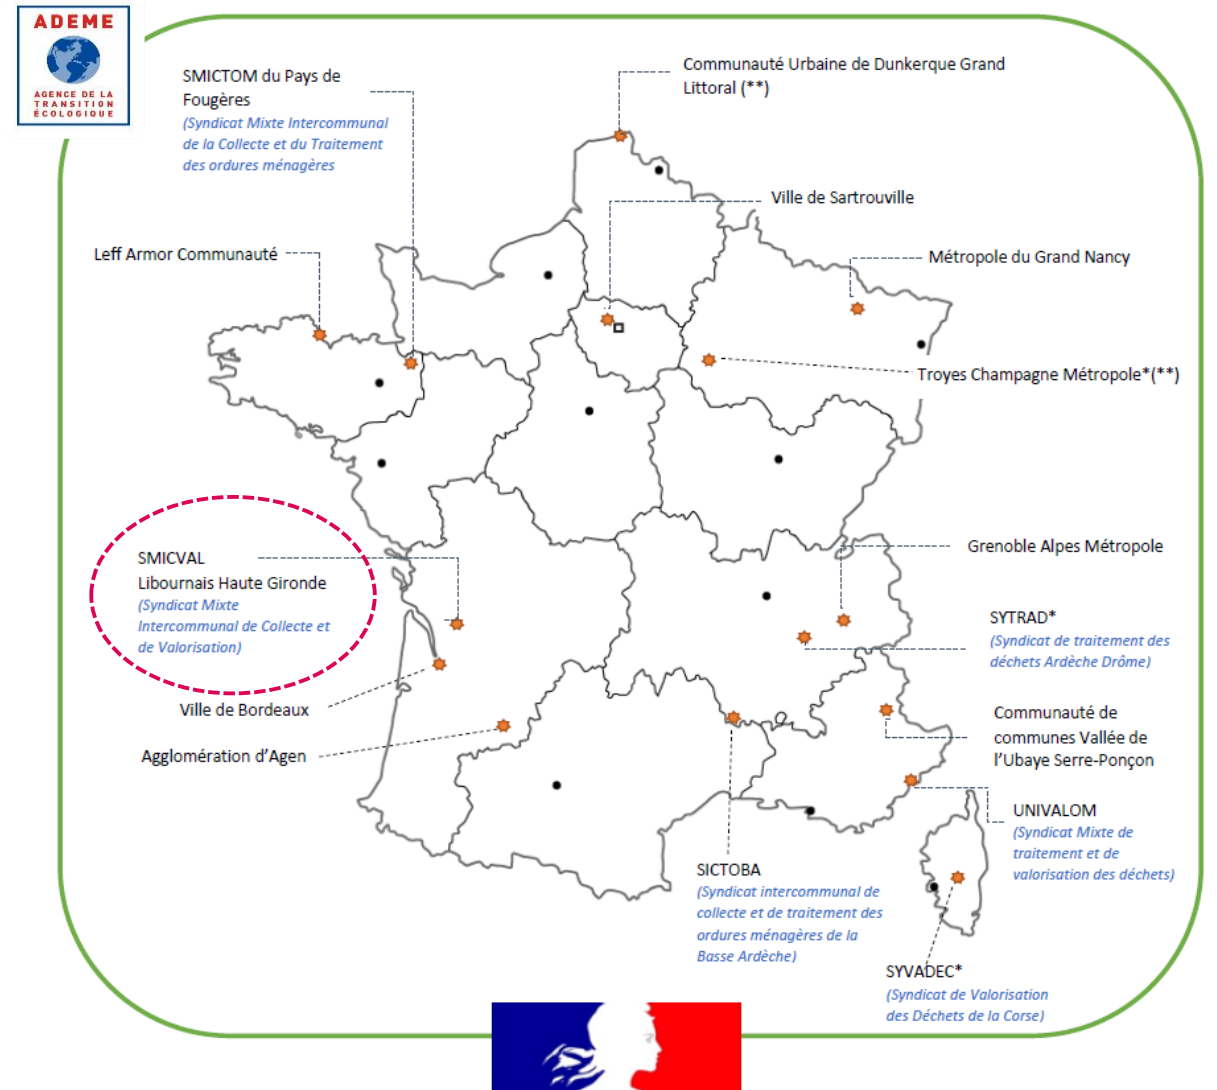 ADEME
AGENCE DE LA
TRANSITION
ÉCOLOGIQUE
SMICTOM du Pays de
Fougères
(Syndicat Mixte Intercommunal
de la Collecte et du Traitement
des ordures ménagères
Communauté Urbaine de Dunkerque Grand
Littoral (**)
Ville de Sartrouville
Leff Armor Communauté
Métropole du Grand Nancy
Troyes Champagne Métropole*(**)
SMICVAL
Libournais Haute Gironde
(Syndicat Mixte
Intercommunal de Collecte et
de Valorisation)
Grenoble Alpes Métropole
SYTRAD*
(Syndicat de traitement des
déchets Ardèche Drôme)
Ville de Bordeaux
Agglomération d'Agen
Communauté de
communes Vallée de
l'Ubaye Serre-Ponçon
UNIVALOM
(Syndicat Mixte de
traitement et de
valorisation des déchets)
SICTOBA
(Syndicat intercommunal de
collecte et de traitement des
ordures ménagères de la
Basse Ardèche)
SYVADEC*
(Syndicat de Valorisation
des Déchets de la Corse)